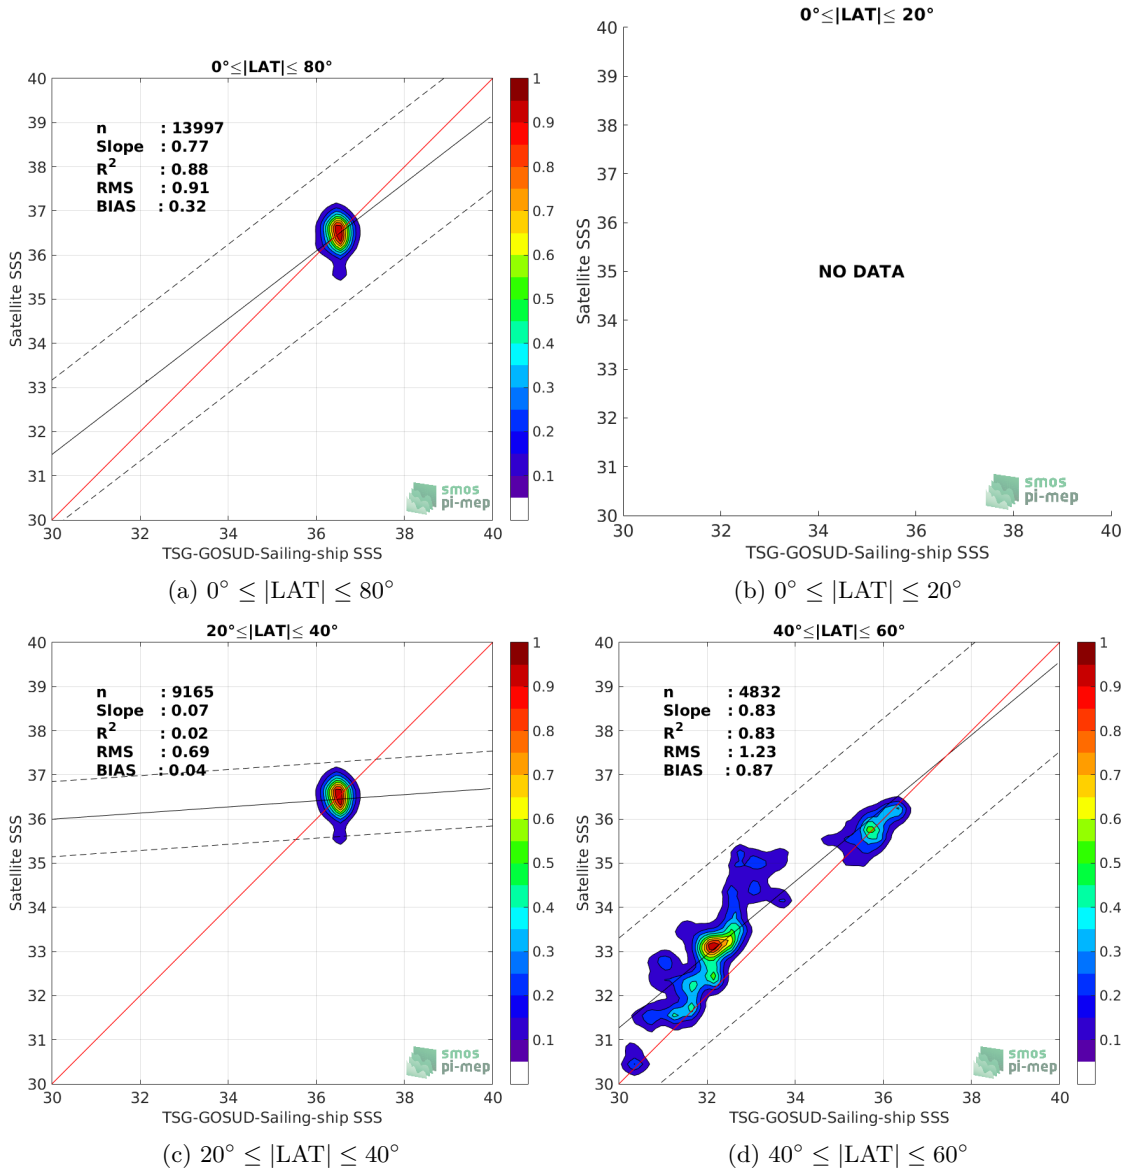 0°≤|LAT|≤ 80°
40
39
38
37
36
35
34
33
32
31
30
Satellite SSS
n : 13997
Slope : 0.77
R² : 0.88
RMS : 0.91
BIAS : 0.32
smos
pi-mep
30 32 34 36 38 40
TSG-GOSUD-Sailing-ship SSS
1
0.9
0.8
0.7
0.6
0.5
0.4
0.3
0.2
0.1
(a) 0° ≤ |LAT| ≤ 80°
0°≤|LAT|≤ 20°
40
39
38
37
36
35
34
33
32
31
30
Satellite SSS
NO DATA
smos
pi-mep
30 32 34 36 38 40
TSG-GOSUD-Sailing-ship SSS
(b) 0° ≤ |LAT| ≤ 20°
20°≤|LAT|≤ 40°
40
39
38
37
36
35
34
33
32
31
30
Satellite SSS
n : 9165
Slope : 0.07
R² : 0.02
RMS : 0.69
BIAS : 0.04
smos
pi-mep
30 32 34 36 38 40
TSG-GOSUD-Sailing-ship SSS
1
0.9
0.8
0.7
0.6
0.5
0.4
0.3
0.2
0.1
(c) 20° ≤ |LAT| ≤ 40°
40°≤|LAT|≤ 60°
40
39
38
37
36
35
34
33
32
31
30
Satellite SSS
n : 4832
Slope : 0.83
R² : 0.83
RMS : 1.23
BIAS : 0.87
smos
pi-mep
30 32 34 36 38 40
TSG-GOSUD-Sailing-ship SSS
1
0.9
0.8
0.7
0.6
0.5
0.4
0.3
0.2
0.1
(d) 40° ≤ |LAT| ≤ 60°